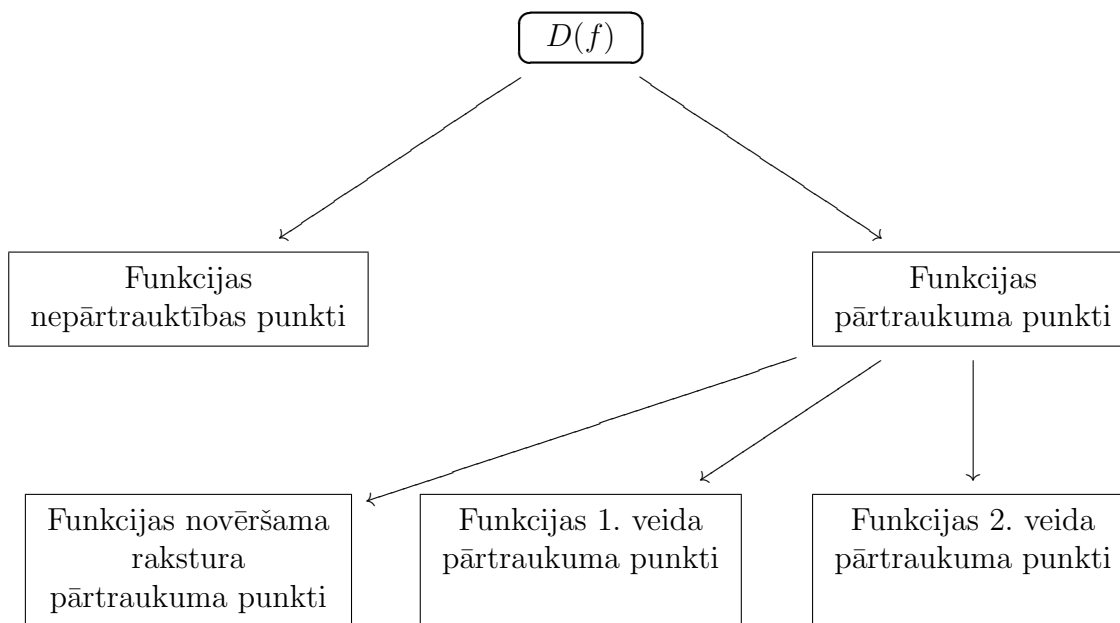 D(f)
Funkcijas
nepārtrauktības punkti
Funkcijas
pārtraukuma punkti
Funkcijas novēršama
rakstura
pārtraukuma punkti
Funkcijas 1. veida
pārtraukuma punkti
Funkcijas 2. veida
pārtraukuma punkti